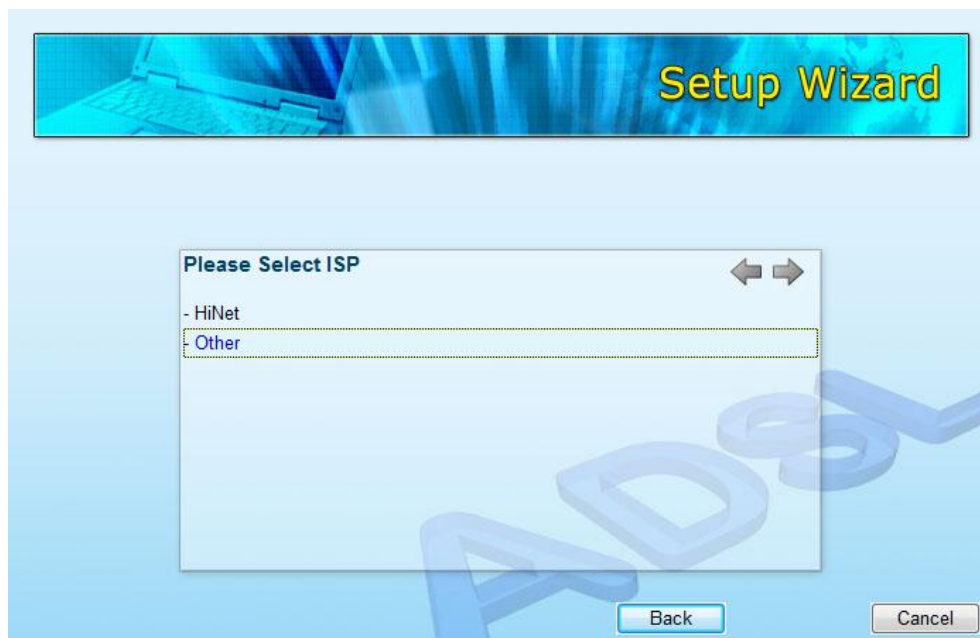 Setup Wizard
Please Select ISP
- HiNet
- Other
ADSL
Back
Cancel